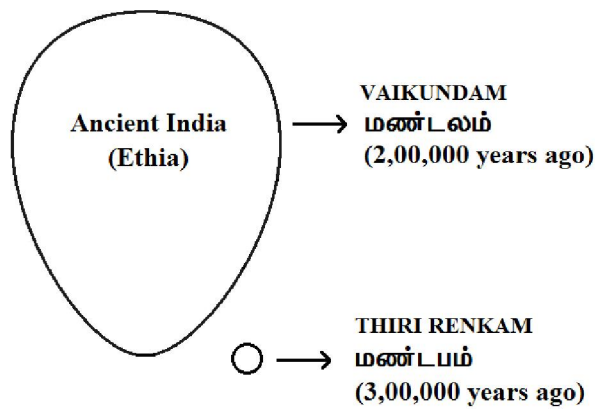 Ancient India
(Ethia)
VAIKUNDAM
மண்டலம்
(2,00,000 years ago)
THIRI RENKAM
மண்டபம்
(3,00,000 years ago)